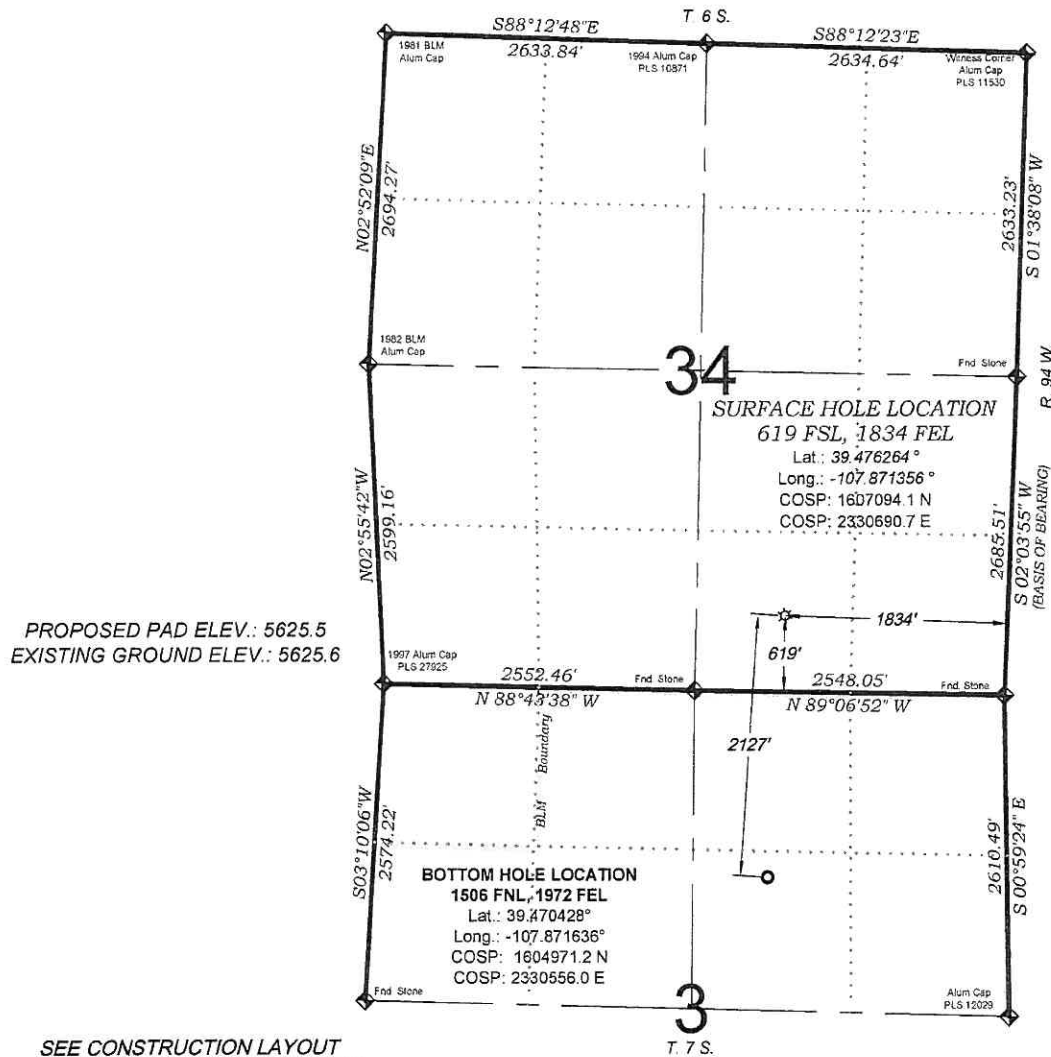 T. 6 S.
S88°12'48"E
2633.84'
S88°12'23"E
2634.64'
1981 BLM
Alum Cap
1994 Alum Cap
PLS 10871
Witness Corner
Alum Cap
PLS 11530
N02°52'09"E
2694.27'
2633.23'
S 01°38'08" W
1982 BLM
Alum Cap
34
Fnd Stone
R. 94 W.
SURFACE HOLE LOCATION
619 FSL, 1834 FEL
Lat.: 39.476264°
Long.: -107.871356°
COSP: 1607094.1 N
COSP: 2330690.7 E
N02°55'42"W
2599.16'
2685.51'
S 02°03'55" W
(BASIS OF BEARING)
1834'
619'
PROPOSED PAD ELEV.: 5625.5
EXISTING GROUND ELEV.: 5625.6
1997 Alum Cap
PLS 27925
2552.46'
N 88°43'38" W
Fnd. Stone
2548.05'
N 89°06'52" W
Fnd. Stone
2127'
BLM Boundary
S03°10'06"W
2574.22'
2610.49'
S 00°59'24" E
BOTTOM HOLE LOCATION
1506 FNL, 1972 FEL
Lat.: 39.470428°
Long.: -107.871636°
COSP: 1604971.2 N
COSP: 2330556.0 E
Fnd Stone
3
Alum Cap
PLS 12029
SEE CONSTRUCTION LAYOUT
T. 7 S.